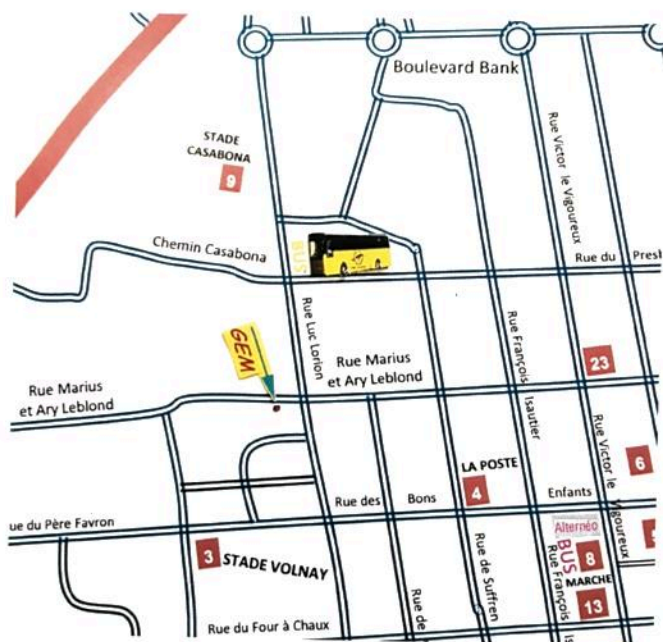 Boulevard Bank
STADE
CASABONA
9
Rue Victor le Vigoureux
Chemin Casabona
BUS
Rue du
Presb
GEM
Rue Luc Lorion
Rue François
Isautier
Rue Marius
et Ary Leblond
Rue Marius
et Ary Leblond
23
Rue Victor le
Vigoureux
6
LA POSTE
4
Rue des
Bons
Enfants
ue du Père Favron
Alternéo
BUS
8
3
STADE VOLNAY
Rue de Suffren
Rue François
Is
MARCHE
13
Rue de
Rue du Four à Chaux